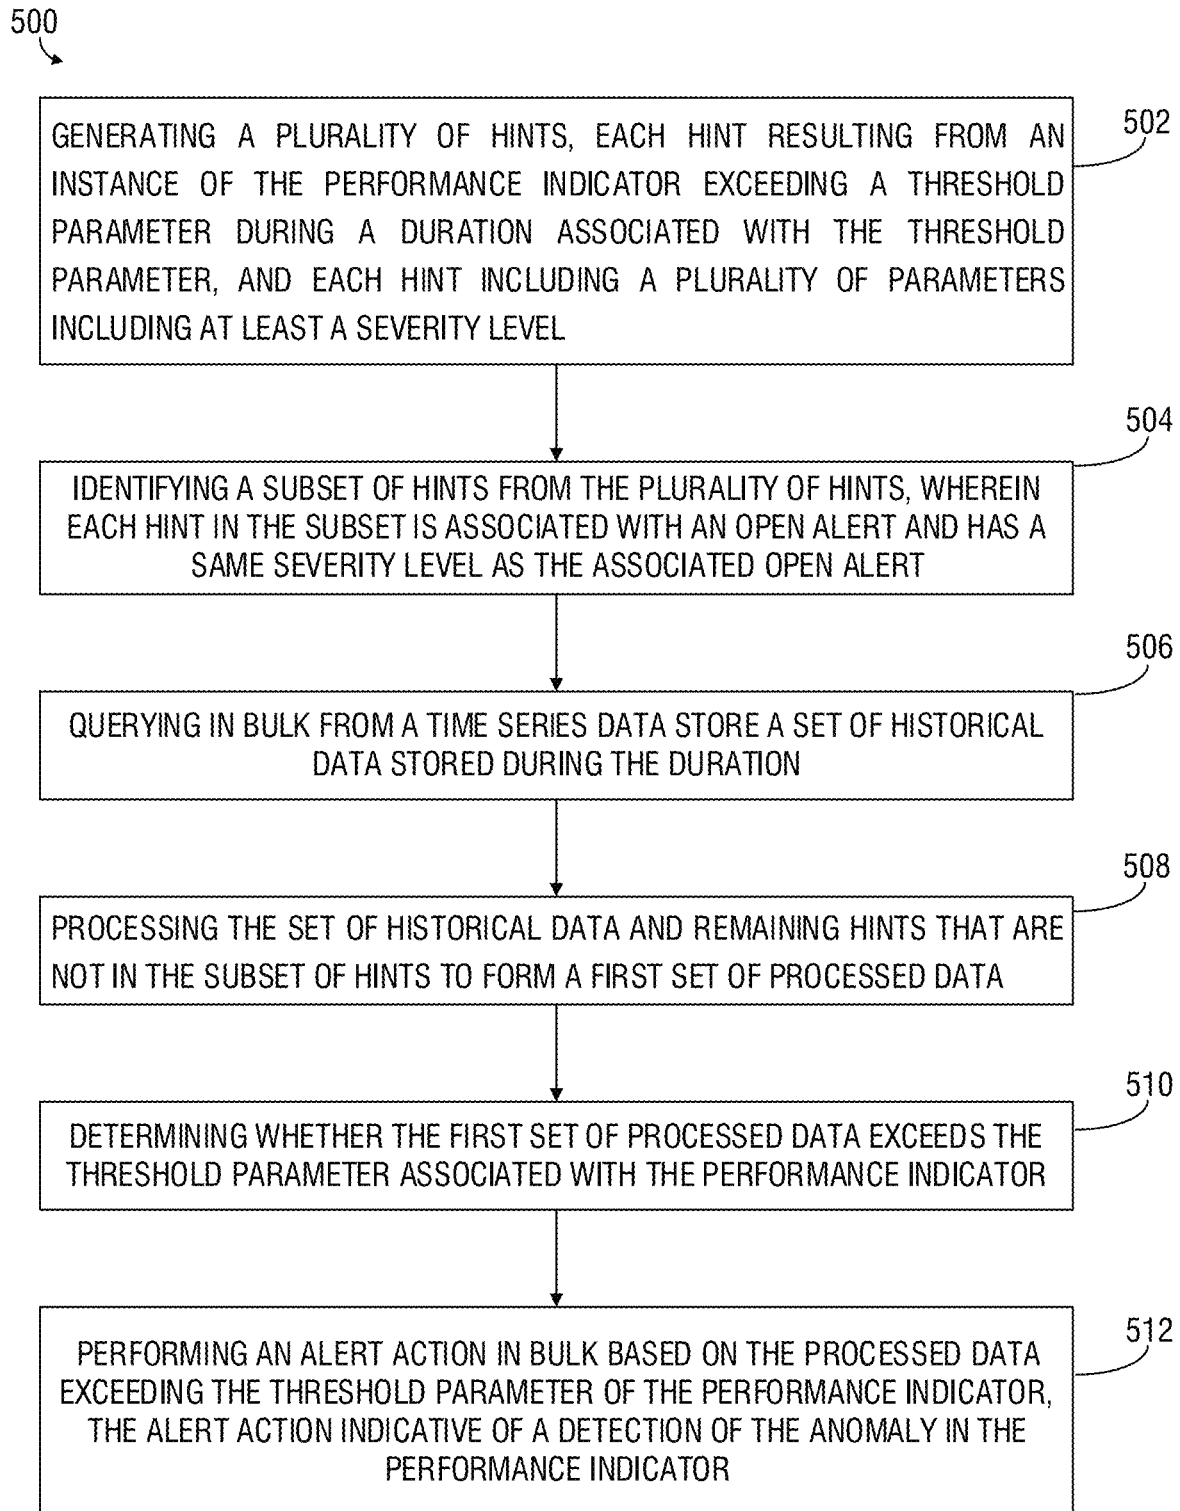 500
502
GENERATING A PLURALITY OF HINTS, EACH HINT RESULTING FROM AN
INSTANCE OF THE PERFORMANCE INDICATOR EXCEEDING A THRESHOLD
PARAMETER DURING A DURATION ASSOCIATED WITH THE THRESHOLD
PARAMETER, AND EACH HINT INCLUDING A PLURALITY OF PARAMETERS
INCLUDING AT LEAST A SEVERITY LEVEL
504
IDENTIFYING A SUBSET OF HINTS FROM THE PLURALITY OF HINTS, WHEREIN
EACH HINT IN THE SUBSET IS ASSOCIATED WITH AN OPEN ALERT AND HAS A
SAME SEVERITY LEVEL AS THE ASSOCIATED OPEN ALERT
506
QUERYING IN BULK FROM A TIME SERIES DATA STORE A SET OF HISTORICAL
DATA STORED DURING THE DURATION
508
PROCESSING THE SET OF HISTORICAL DATA AND REMAINING HINTS THAT ARE
NOT IN THE SUBSET OF HINTS TO FORM A FIRST SET OF PROCESSED DATA
510
DETERMINING WHETHER THE FIRST SET OF PROCESSED DATA EXCEEDS THE
THRESHOLD PARAMETER ASSOCIATED WITH THE PERFORMANCE INDICATOR
512
PERFORMING AN ALERT ACTION IN BULK BASED ON THE PROCESSED DATA
EXCEEDING THE THRESHOLD PARAMETER OF THE PERFORMANCE INDICATOR,
THE ALERT ACTION INDICATIVE OF A DETECTION OF THE ANOMALY IN THE
PERFORMANCE INDICATOR